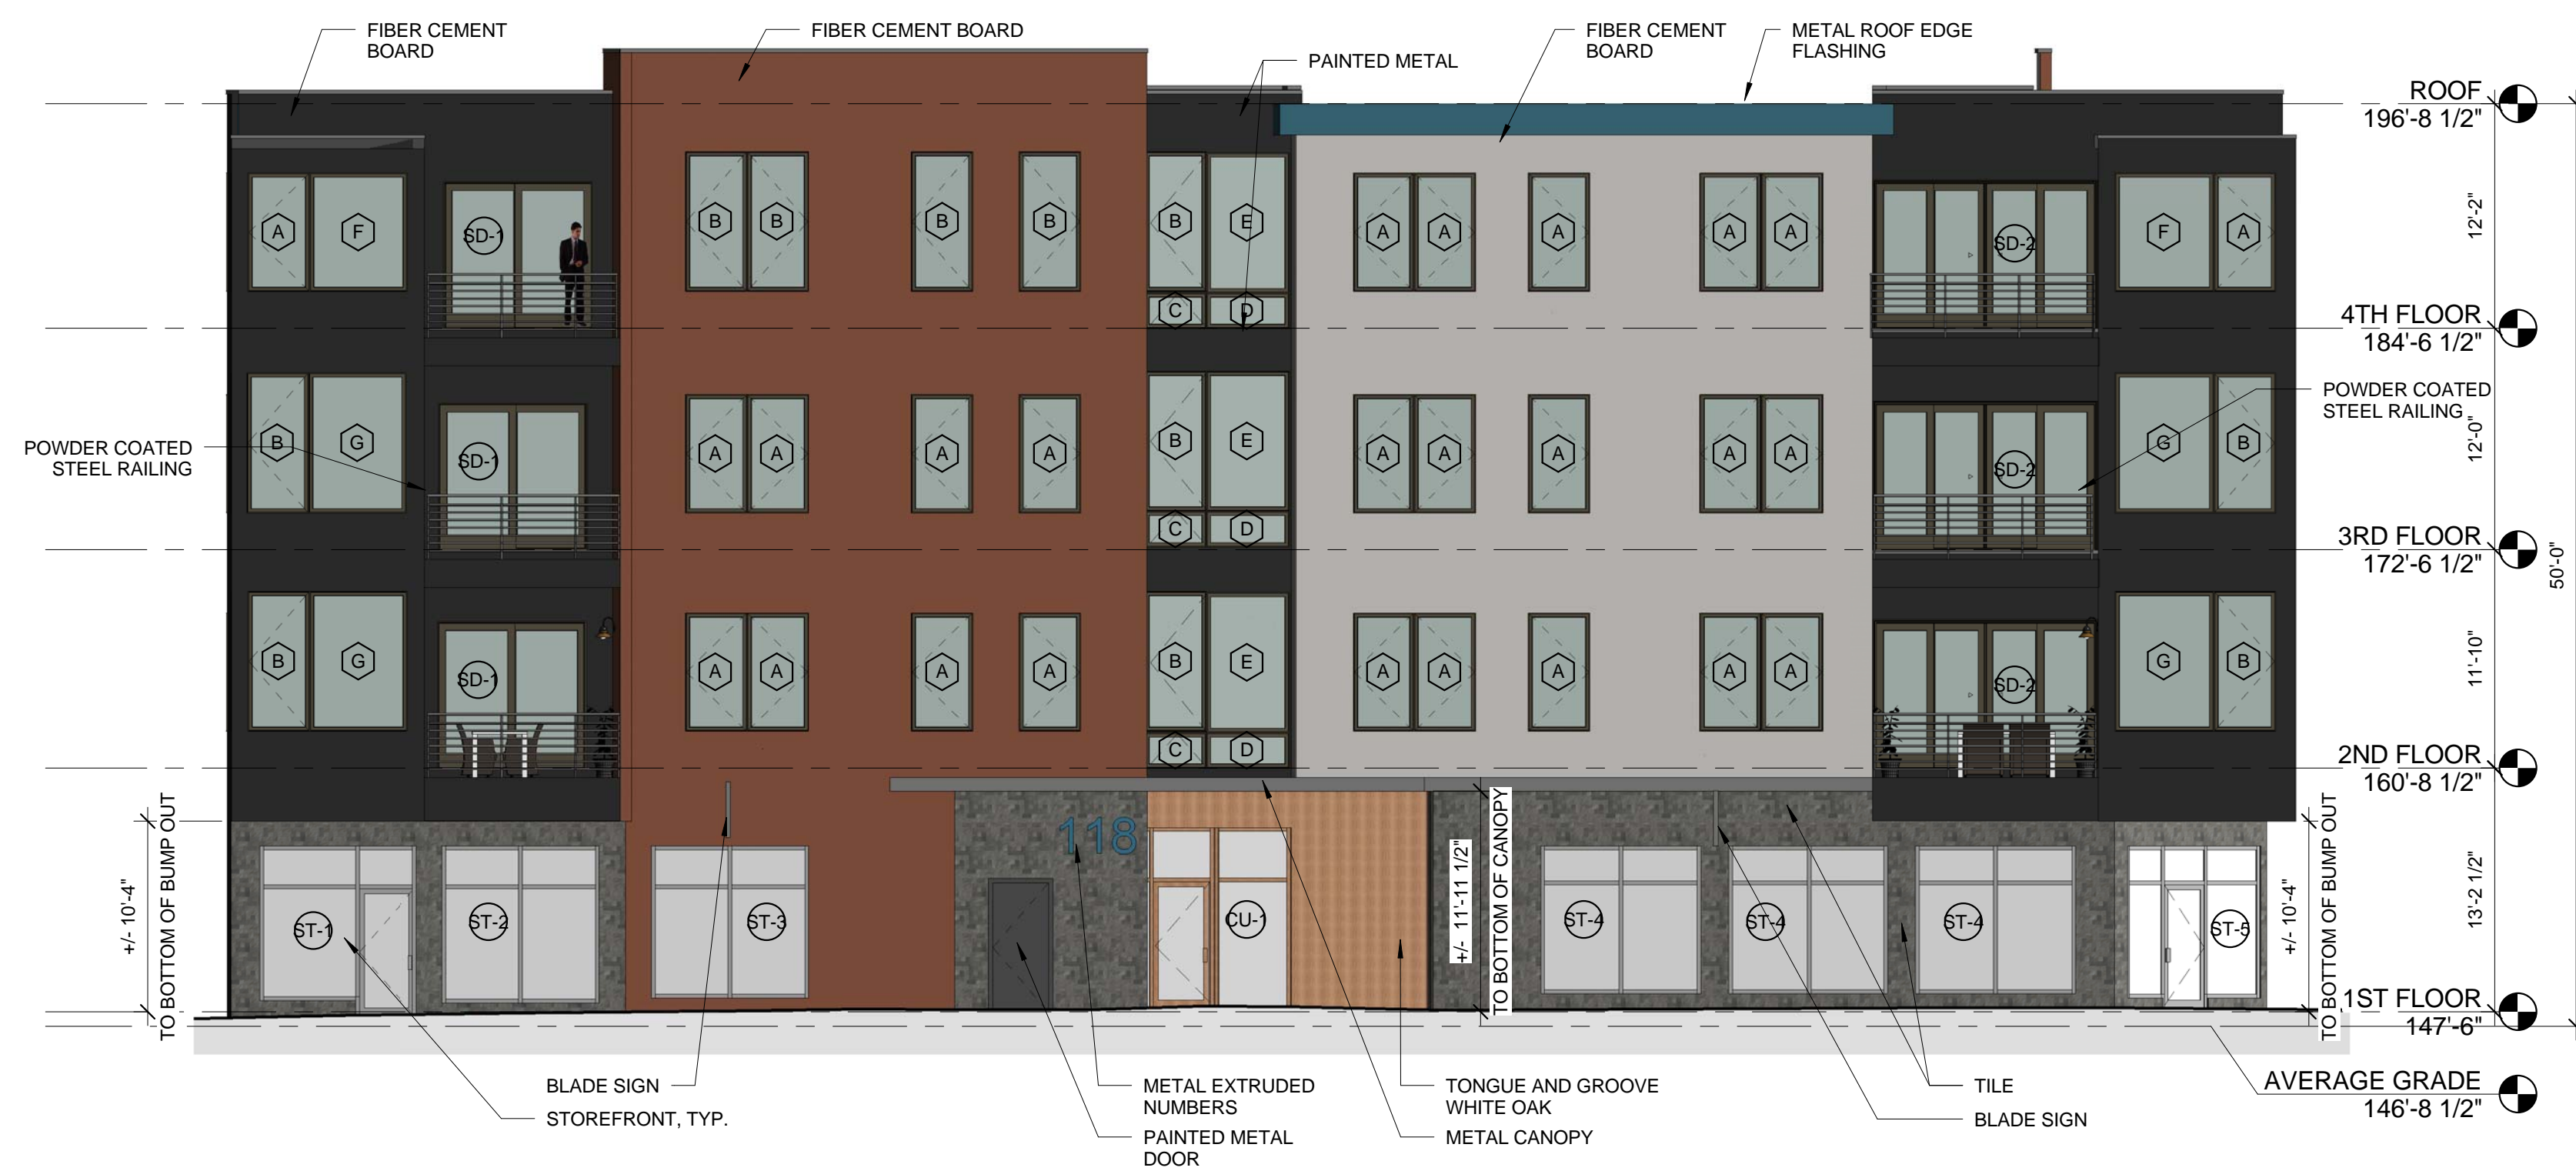 FIBER CEMENT
BOARD
FIBER CEMENT BOARD
PAINTED METAL
FIBER CEMENT
BOARD
METAL ROOF EDGE
FLASHING
ROOF
196'-8 1/2"
A
F
SD-1
B
B
B
B
B
E
A
A
A
A
A
SD-2
F
A
12'-2"
C
D
4TH FLOOR
184'-6 1/2"
POWDER COATED
STEEL RAILING
POWDER COATED
STEEL RAILING
B
G
SD-1
A
A
A
A
B
E
A
A
A
A
A
SD-2
G
B
12'-0"
C
D
3RD FLOOR
172'-6 1/2"
50'-0"
B
G
SD-1
A
A
A
A
B
E
A
A
A
A
A
SD-2
G
B
11'-10"
C
D
2ND FLOOR
160'-8 1/2"
+/- 10'-4"
TO BOTTOM OF BUMP OUT
118
+/- 11'-11 1/2"
TO BOTTOM OF CANOPY
+/- 10'-4"
TO BOTTOM OF BUMP OUT
13'-2 1/2"
ST-1
ST-2
ST-3
CU-1
ST-4
ST-4
ST-4
ST-5
1ST FLOOR
147'-6"
BLADE SIGN
STOREFRONT, TYP.
METAL EXTRUDED
NUMBERS
PAINTED METAL
DOOR
TONGUE AND GROOVE
WHITE OAK
METAL CANOPY
TILE
BLADE SIGN
AVERAGE GRADE
146'-8 1/2"